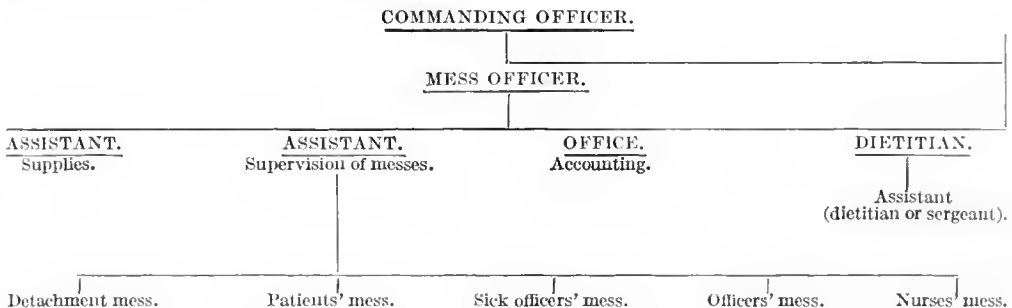 COMMANDING OFFICER.
MESS OFFICER.
ASSISTANT.
Supplies.
ASSISTANT.
Supervision of messes.
OFFICE.
Accounting.
DIETITIAN.
Assistant
(dietitian or sergeant).
Detachment mess.
Patients' mess.
Sick officers' mess.
Officers' mess.
Nurses' mess.